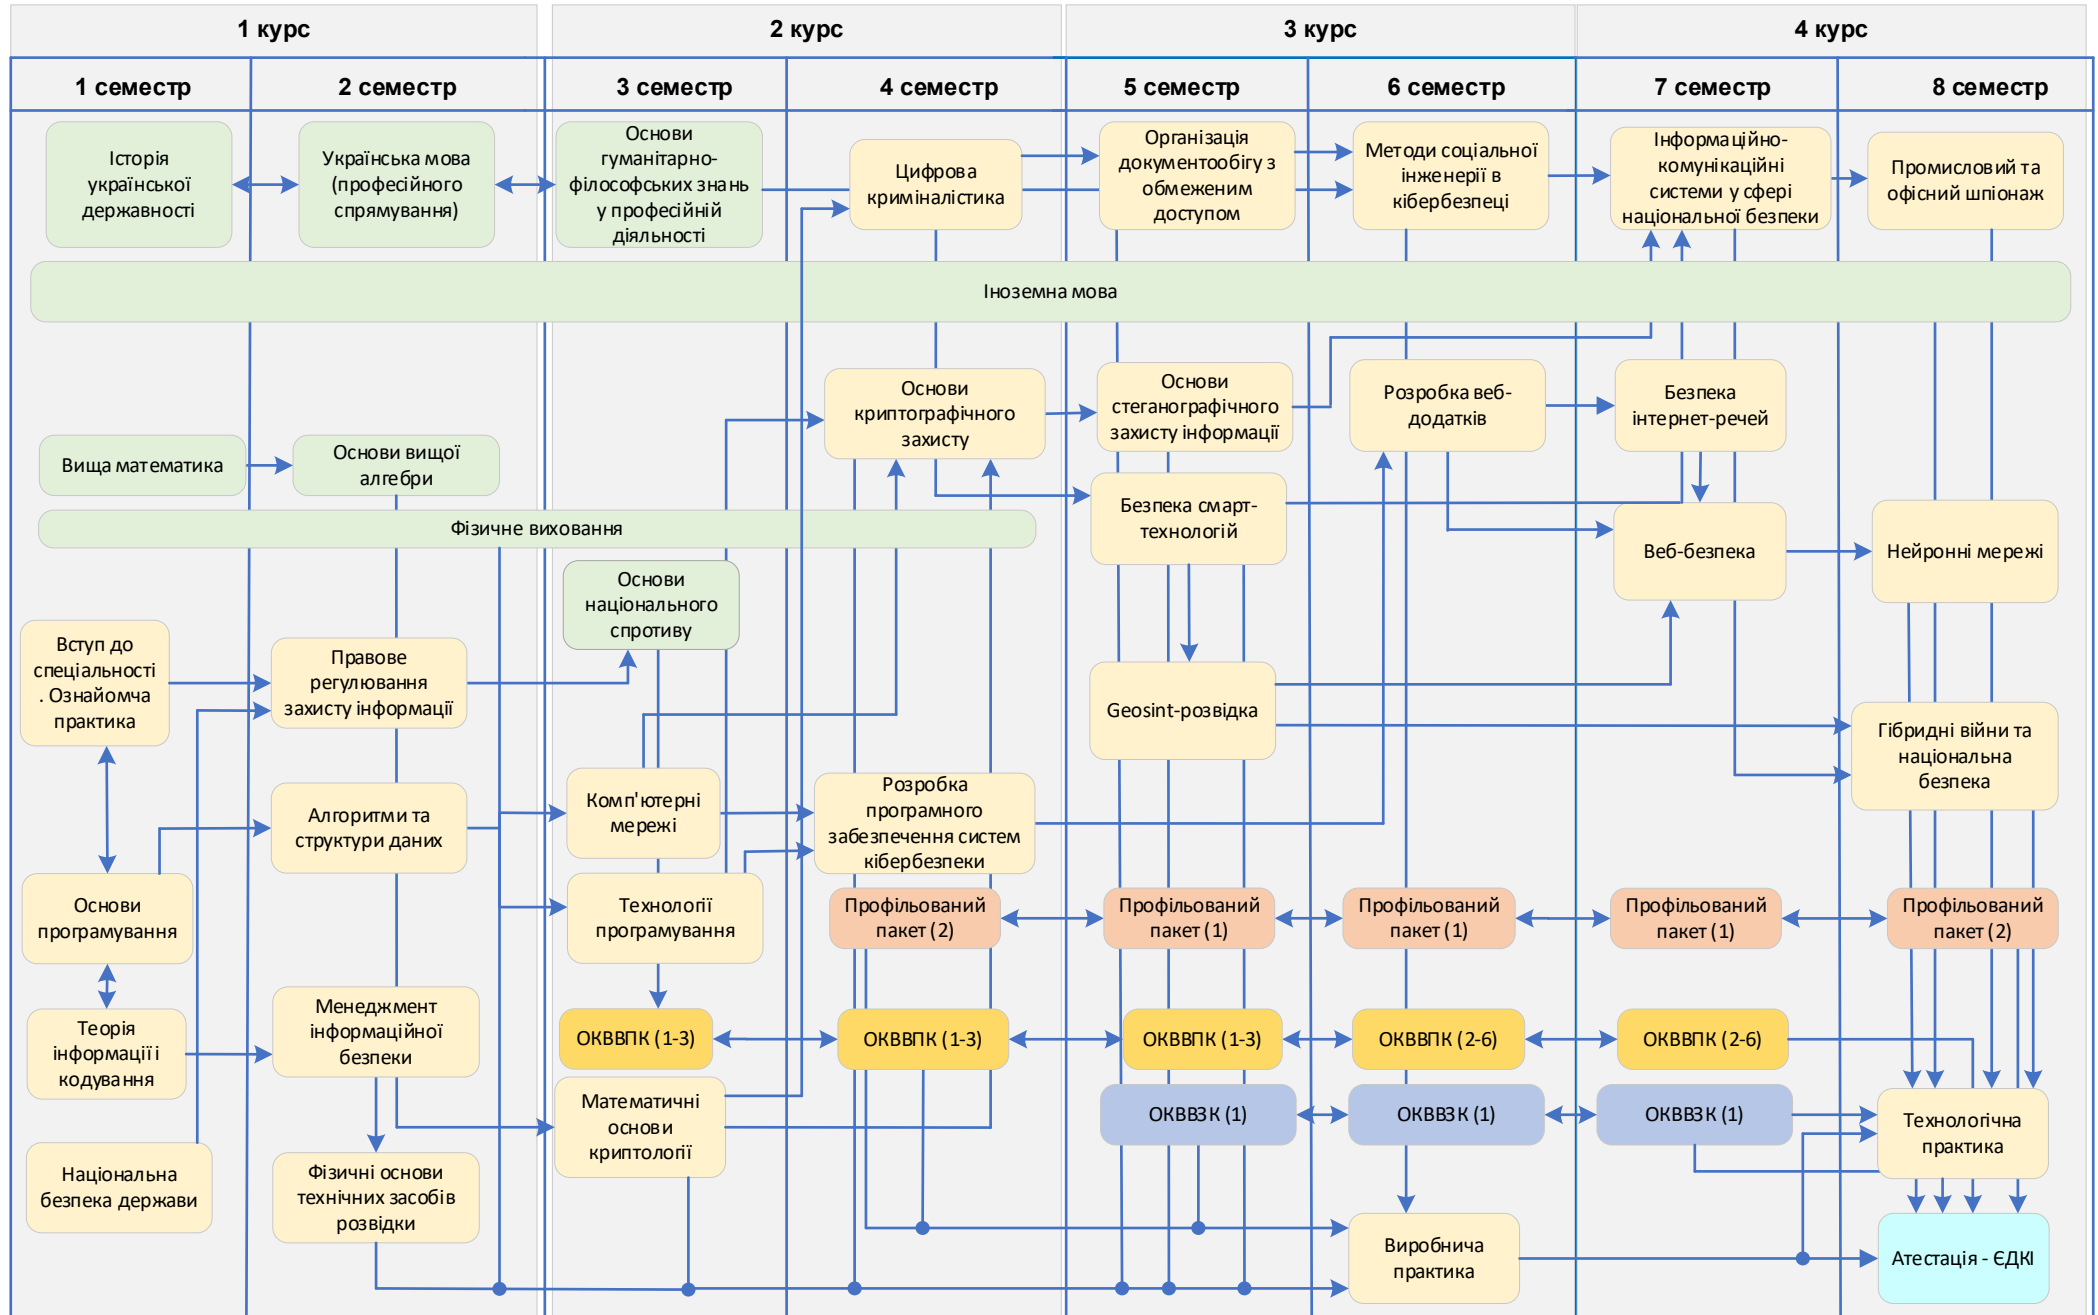 1 курс
2 курс
3 курс
4 курс
1 семестр
2 семестр
3 семестр
4 семестр
5 семестр
6 семестр
7 семестр
8 семестр
Історія
української
державності
Українська мова
(професійного
спрямування)
Основи
гуманітарно-
філософських знань
у професійній
діяльності
Цифрова
криміналістика
Організація
документообігу з
обмеженим
доступом
Методи соціальної
інженерії в
кібербезпеці
Інформаційно-
комунікаційні
системи у сфері
національної безпеки
Промисловий та
офісний шпіонаж
Іноземна мова
Вища математика
Основи вищої
алгебри
Основи
криптографічного
захисту
Основи
стеганографічного
захисту інформації
Розробка веб-
додатків
Безпека
інтернет-речей
Фізичне виховання
Безпека смарт-
технологій
Веб-безпека
Нейронні мережі
Основи
національного
спротиву
Вступ до
спеціальності
. Ознайомча
практика
Правове
регулювання
захисту інформації
Geosint-розвідка
Гібридні війни та
національна
безпека
Алгоритми та
структури даних
Комп'ютерні
мережі
Розробка
програмного
забезпечення систем
кібербезпеки
Основи
програмування
Технології
програмування
Профільований
пакет (2)
Профільований
пакет (1)
Профільований
пакет (1)
Профільований
пакет (1)
Профільований
пакет (2)
Теорія
інформації і
кодування
Менеджмент
інформаційної
безпеки
ОКВВПК (1-3)
ОКВВПК (1-3)
ОКВВПК (1-3)
ОКВВПК (2-6)
ОКВВПК (2-6)
Математичні
основи
криптології
ОКВВЗК (1)
ОКВВЗК (1)
ОКВВЗК (1)
Технологічна
практика
Національна
безпека держави
Фізичні основи
технічних засобів
розвідки
Виробнича
практика
Атестація - ЄДКІ